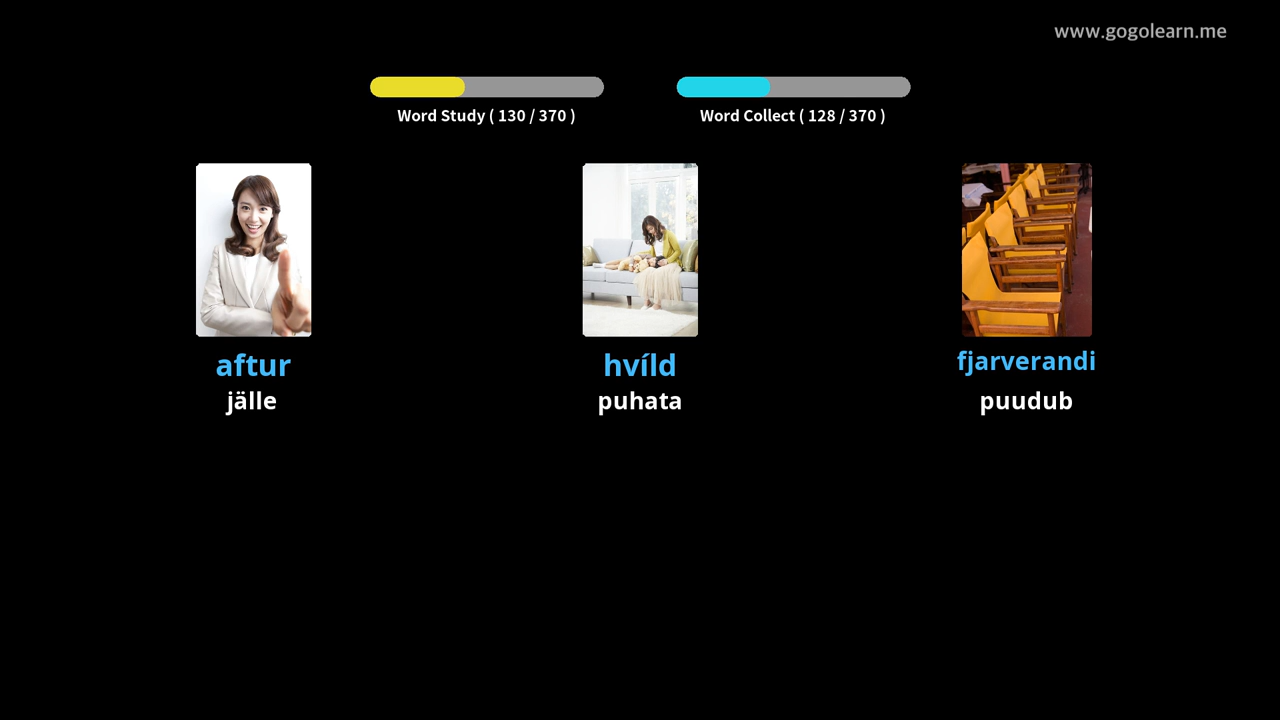 www.gogolearn.me
Word Study ( 130 / 370 )
Word Collect ( 128 / 370 )
aftur
jälle
hvíld
puhata
fjarverandi
puudub